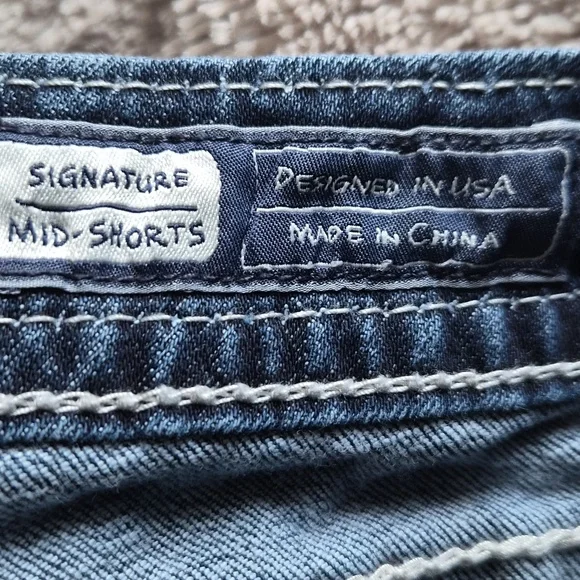 SIGNATURE
MID-SHORTS
DESIGNED IN USA
MADE IN CHINA